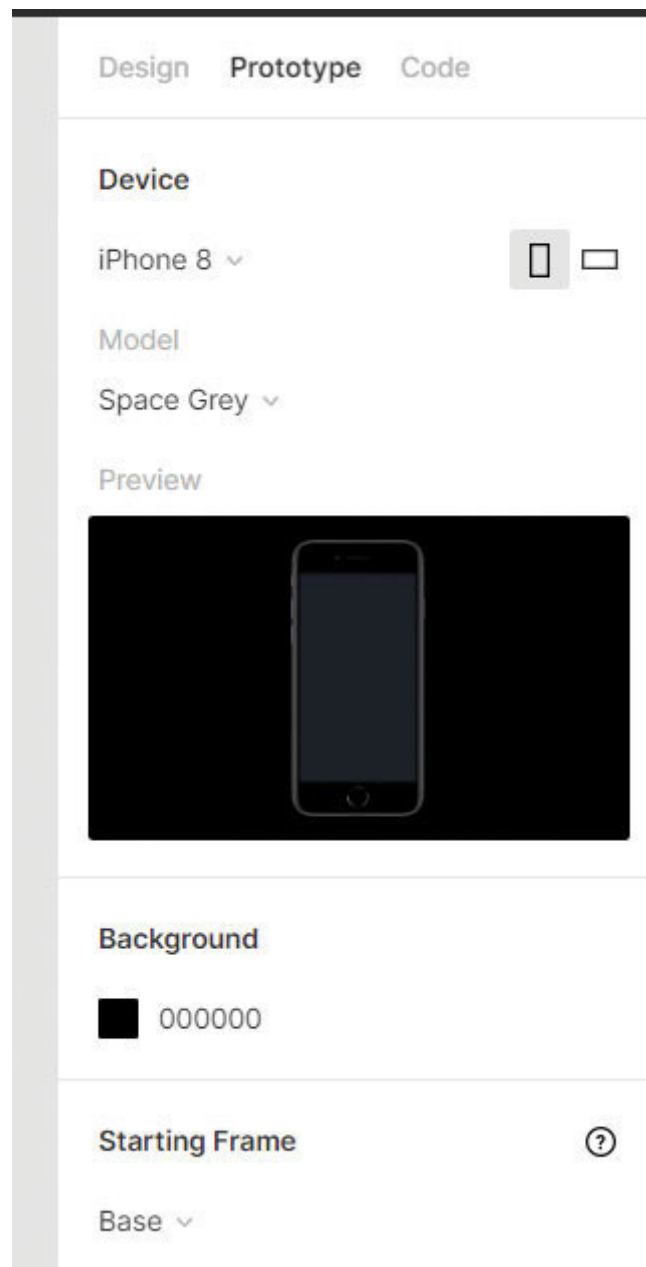 Design Prototype Code
Device
iPhone 8
Model
Space Grey
Preview
Background
000000
Starting Frame
Base